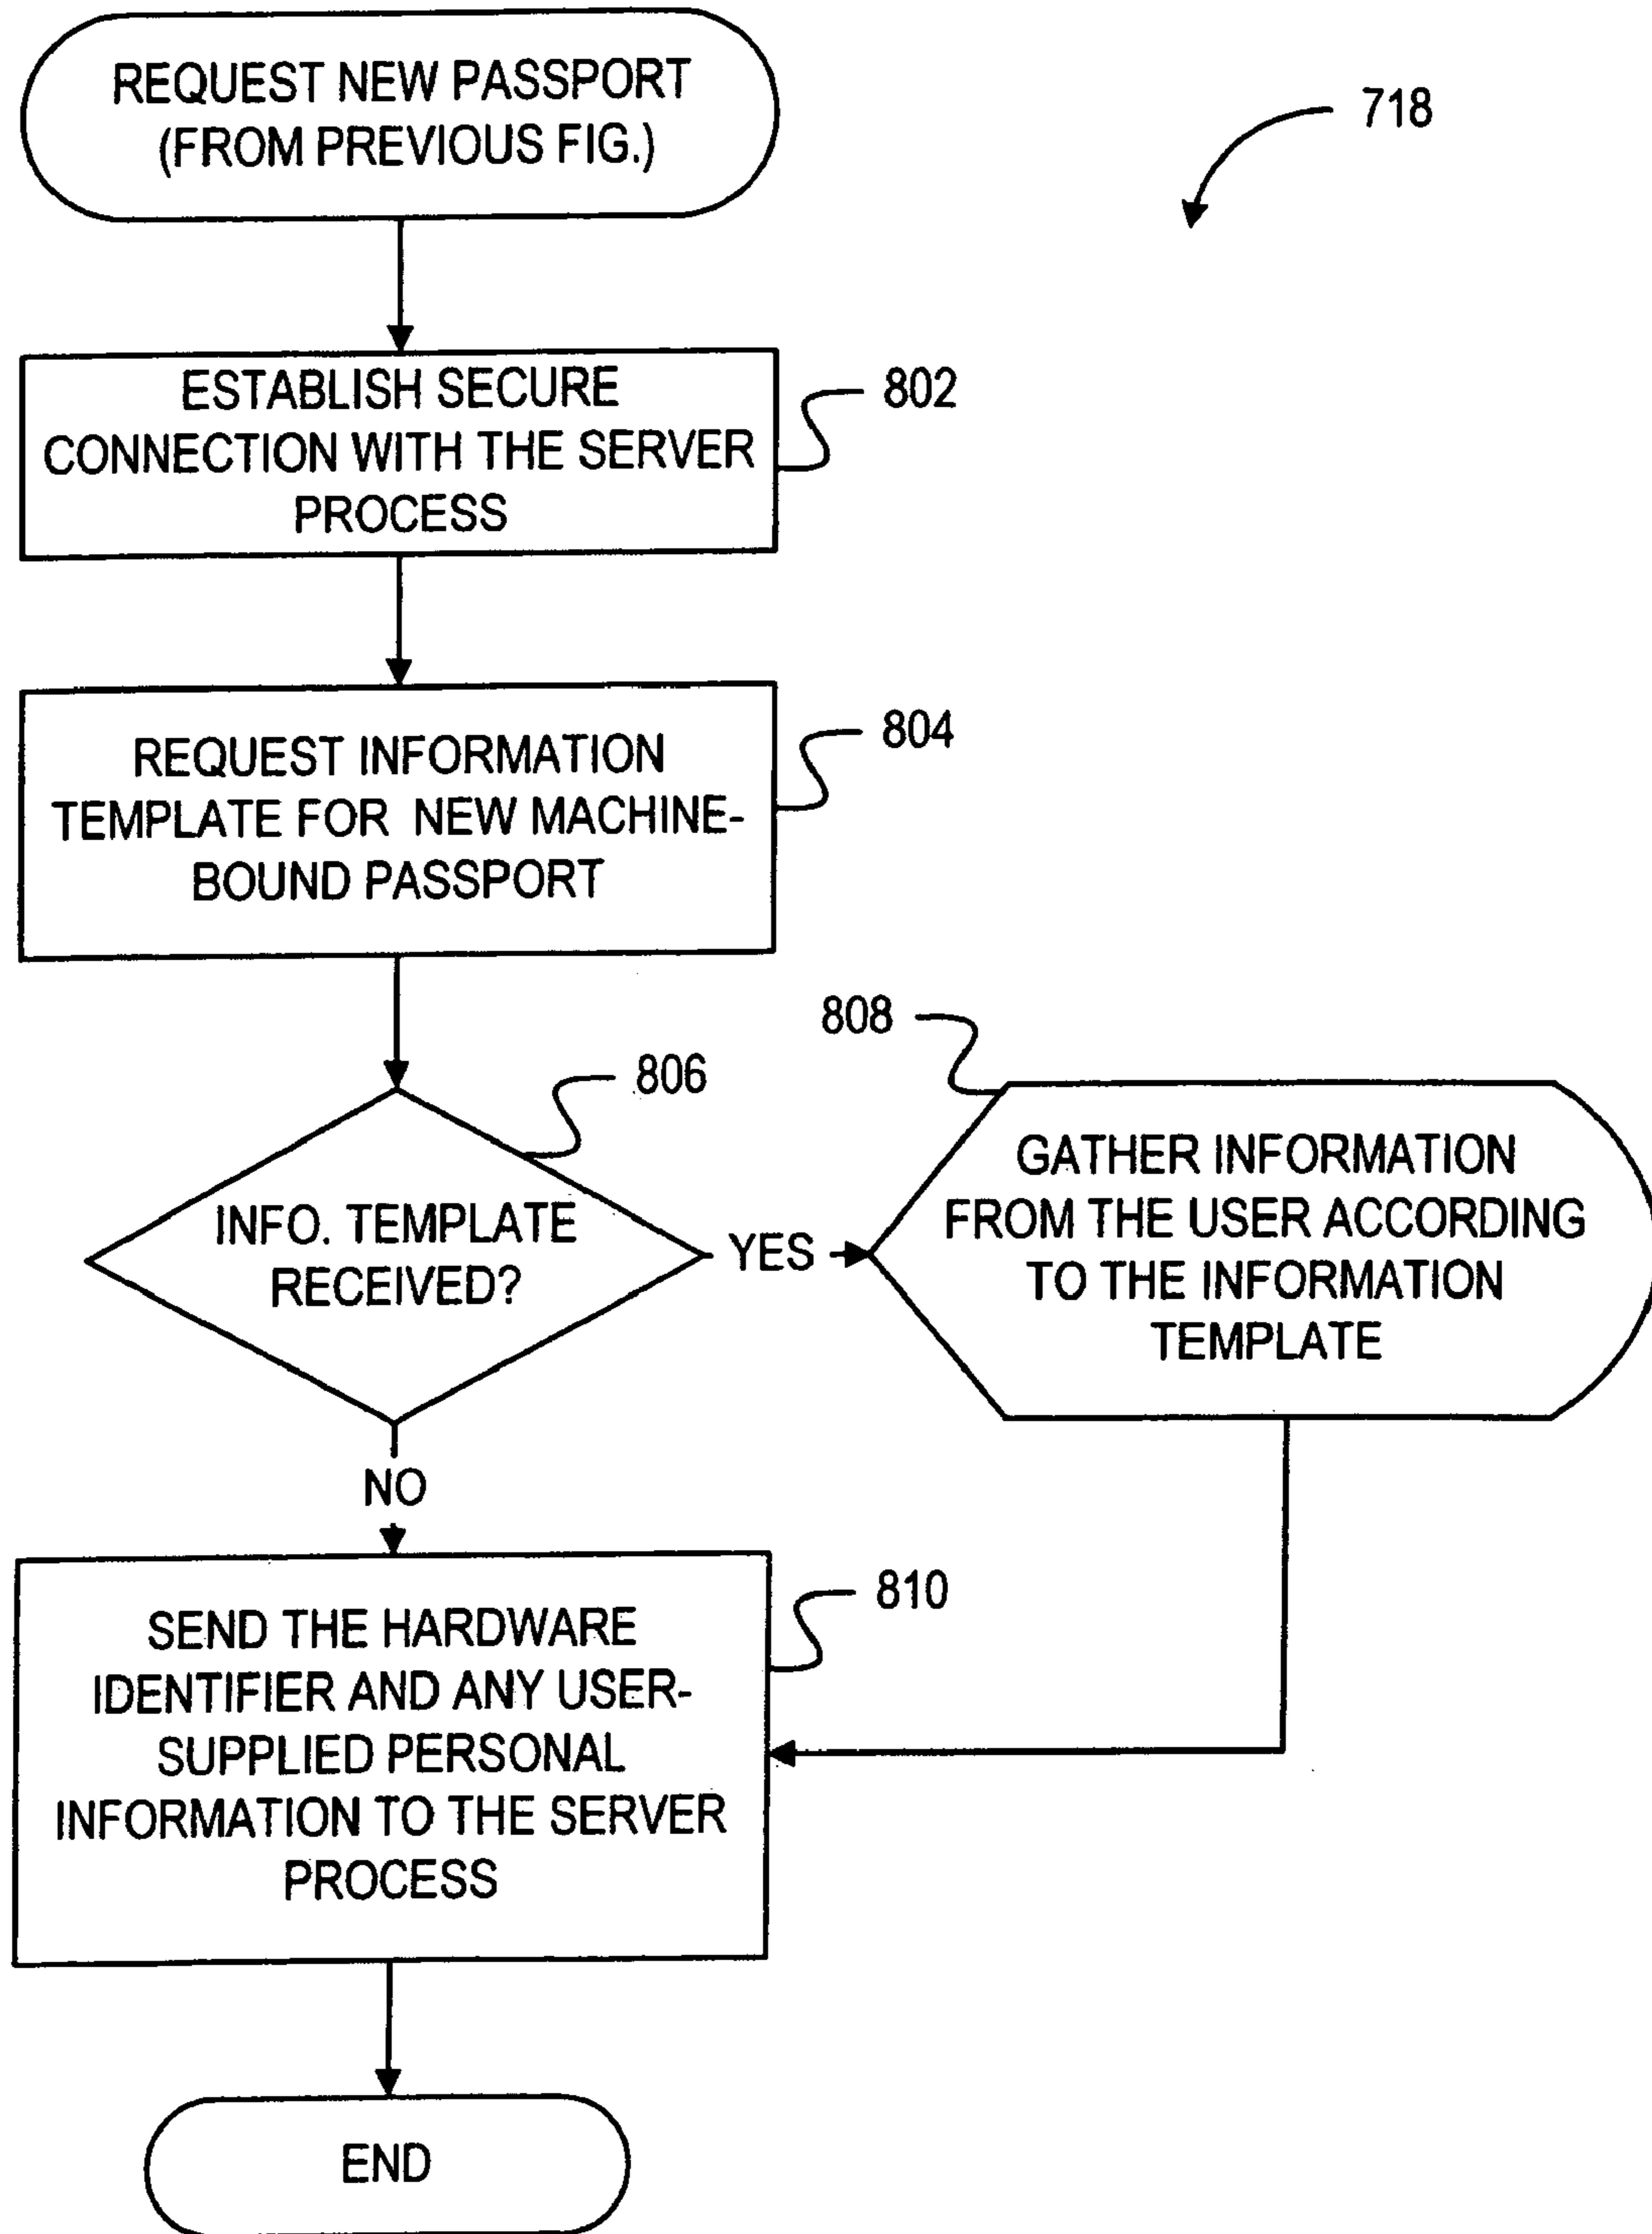 REQUEST NEW PASSPORT
(FROM PREVIOUS FIG.)
718
ESTABLISH SECURE
CONNECTION WITH THE SERVER
PROCESS
802
REQUEST INFORMATION
TEMPLATE FOR NEW MACHINE-
BOUND PASSPORT
804
806
INFO. TEMPLATE
RECEIVED?
YES
808
GATHER INFORMATION
FROM THE USER ACCORDING
TO THE INFORMATION
TEMPLATE
NO
SEND THE HARDWARE
IDENTIFIER AND ANY USER-
SUPPLIED PERSONAL
INFORMATION TO THE SERVER
PROCESS
810
END